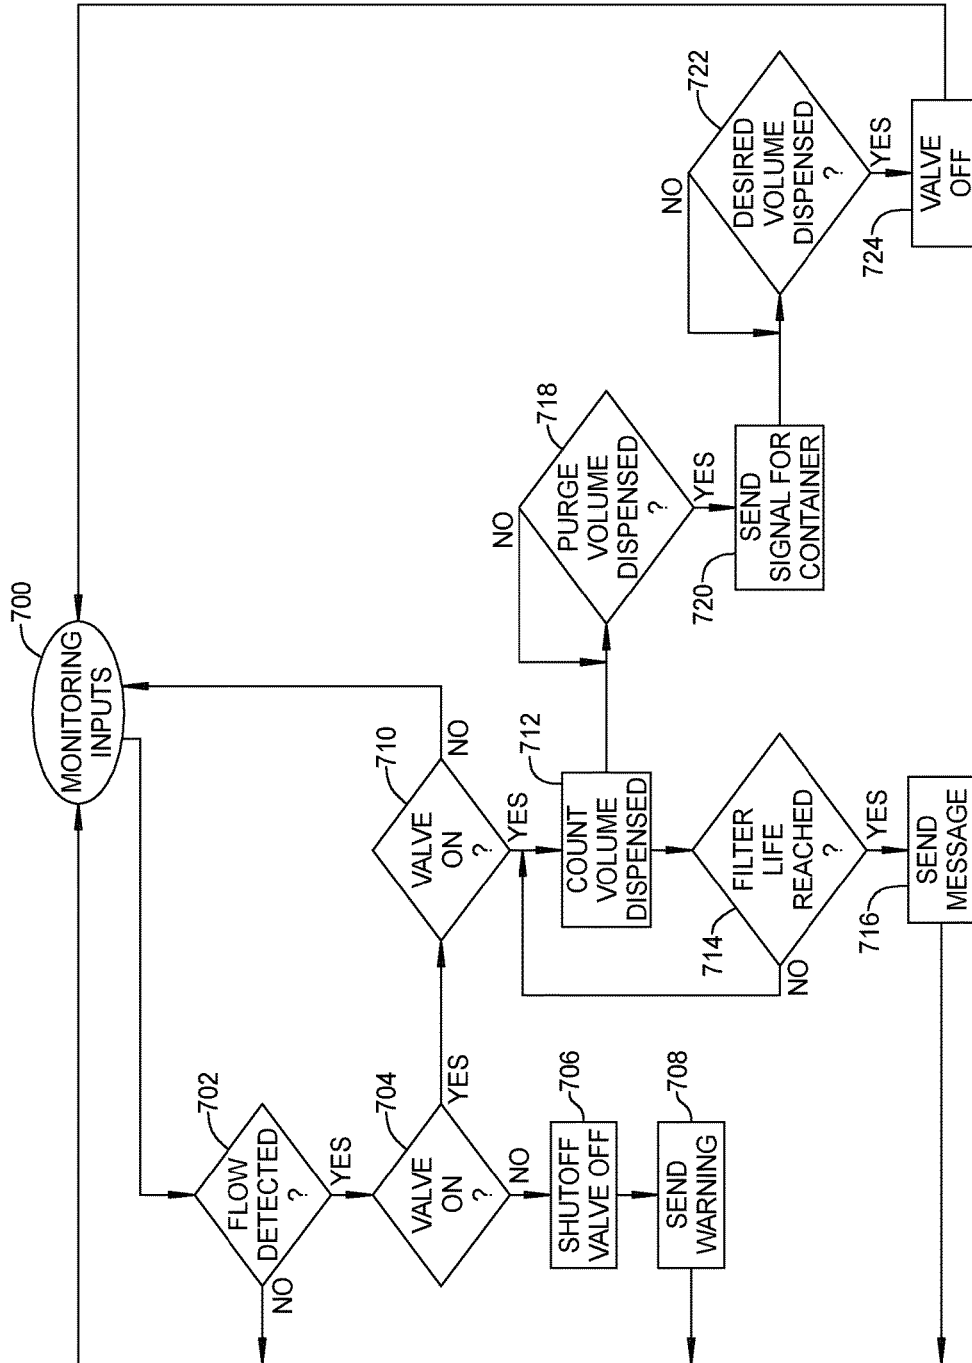 700
MONITORING
INPUTS
702
FLOW
DETECTED
?
NO
YES
704
VALVE
ON
?
YES
NO
706
SHUTOFF
VALVE OFF
708
SEND
WARNING
710
VALVE
ON
?
NO
YES
712
COUNT
VOLUME
DISPENSED
714
FILTER
LIFE
REACHED
?
NO
YES
716
SEND
MESSAGE
718
PURGE
VOLUME
DISPENSED
?
NO
YES
720
SEND
SIGNAL FOR
CONTAINER
722
DESIRED
VOLUME
DISPENSED
?
NO
YES
724
VALVE
OFF